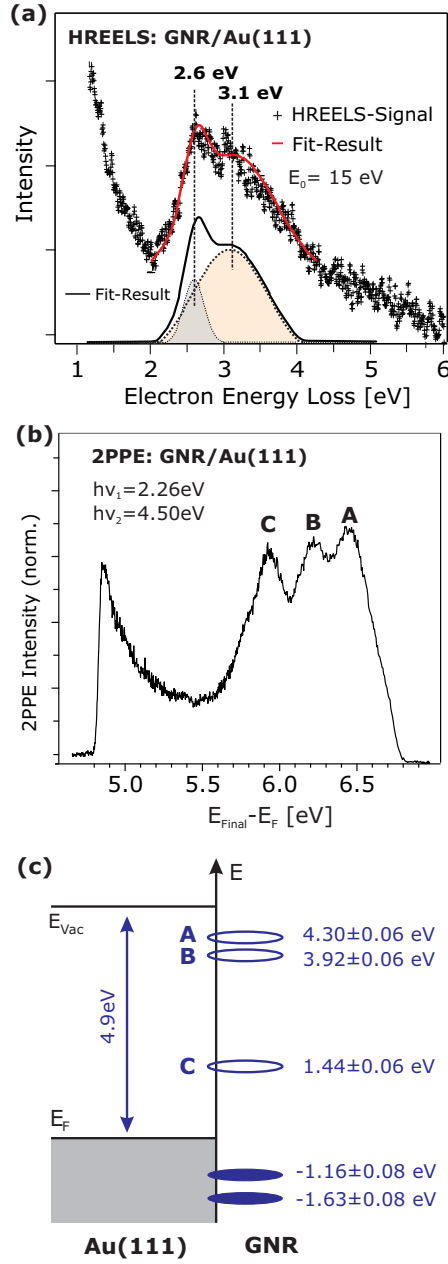 (a)
HREELS: GNR/Au(111)
2.6 eV
3.1 eV
HREELS-Signal
Fit-Result
E₀= 15 eV
Intensity
Fit-Result
1 2 3 4 5 6
Electron Energy Loss [eV]
(b)
2PPE: GNR/Au(111)
hν₁=2.26eV
hν₂=4.50eV
C B A
2PPE Intensity (norm.)
5.0 5.5 6.0 6.5
E_Final-E_F [eV]
(c)
E
E_Vac
A 4.30±0.06 eV
B 3.92±0.06 eV
4.9eV
C 1.44±0.06 eV
E_F
-1.16±0.08 eV
-1.63±0.08 eV
Au(111) GNR